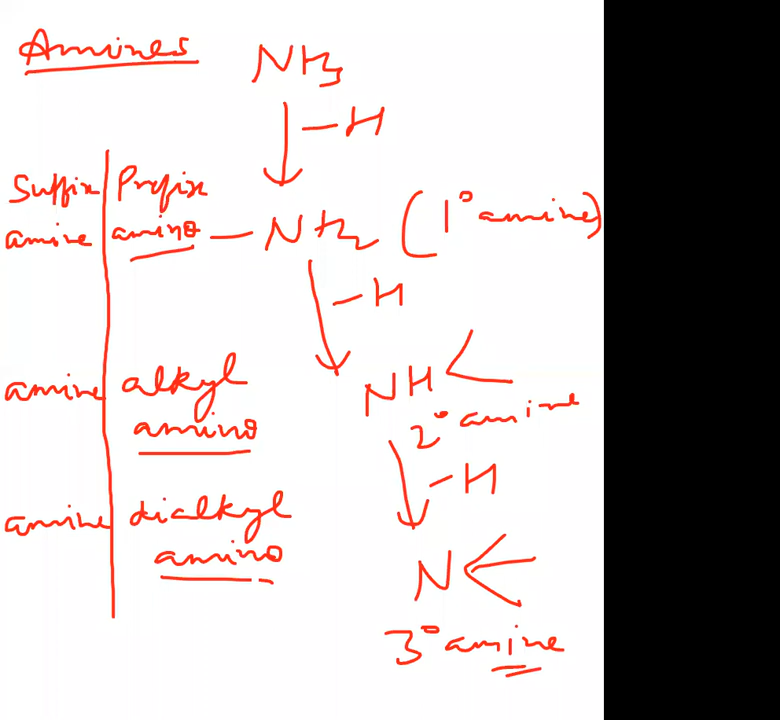 Amines
NH3
-H
Suffix | Prefix
amine | amino - NH2 (1° amine)
-H
amine | alkyl amino
NH
2° amine
-H
amine | dialkyl amino
N
3° amine